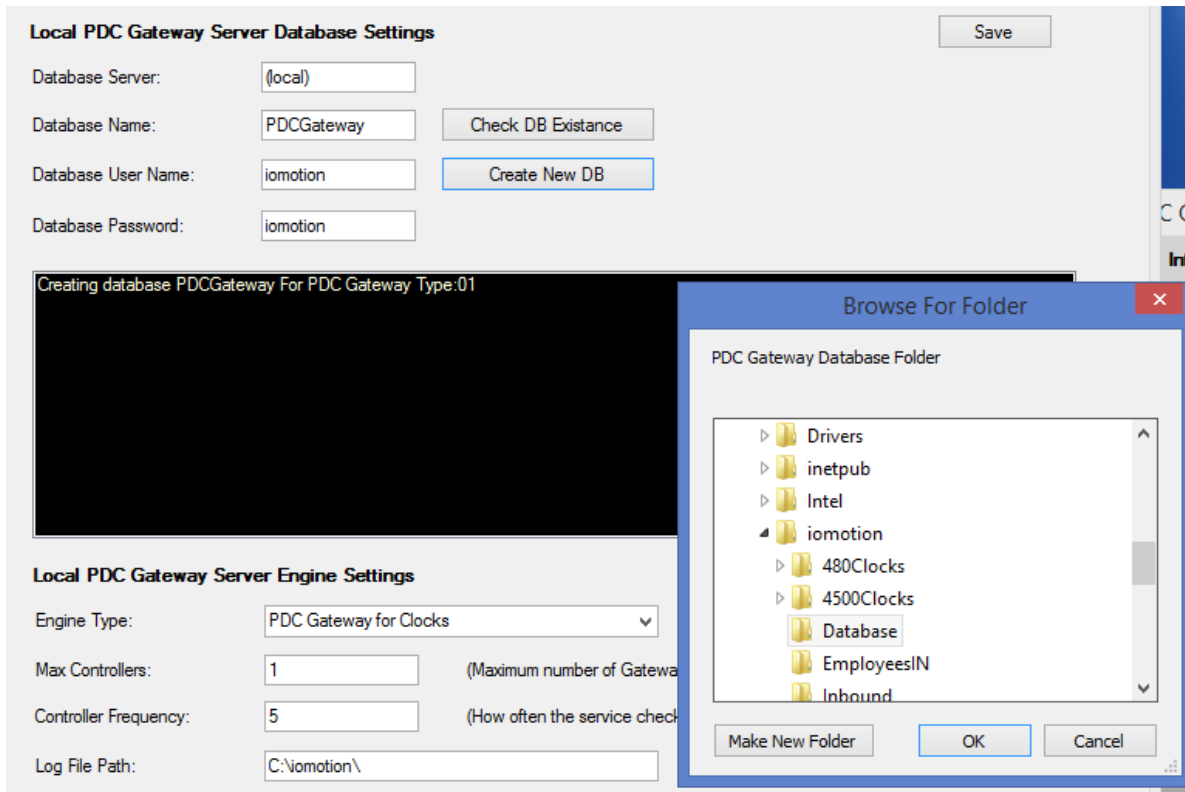 Local PDC Gateway Server Database Settings
Save
Database Server:
(local)
Database Name:
PDCGateway
Check DB Existance
Database User Name:
iomotion
Create New DB
Database Password:
iomotion
Creating database PDCGateway For PDC Gateway Type:01
Browse For Folder
PDC Gateway Database Folder
Drivers
inetpub
Intel
iomotion
480Clocks
4500Clocks
Database
EmployeesIN
Inbound
Make New Folder
OK
Cancel
Local PDC Gateway Server Engine Settings
Engine Type:
PDC Gateway for Clocks
Max Controllers:
1
(Maximum number of Gatewa
Controller Frequency:
5
(How often the service check
Log File Path:
C:\iomotion\